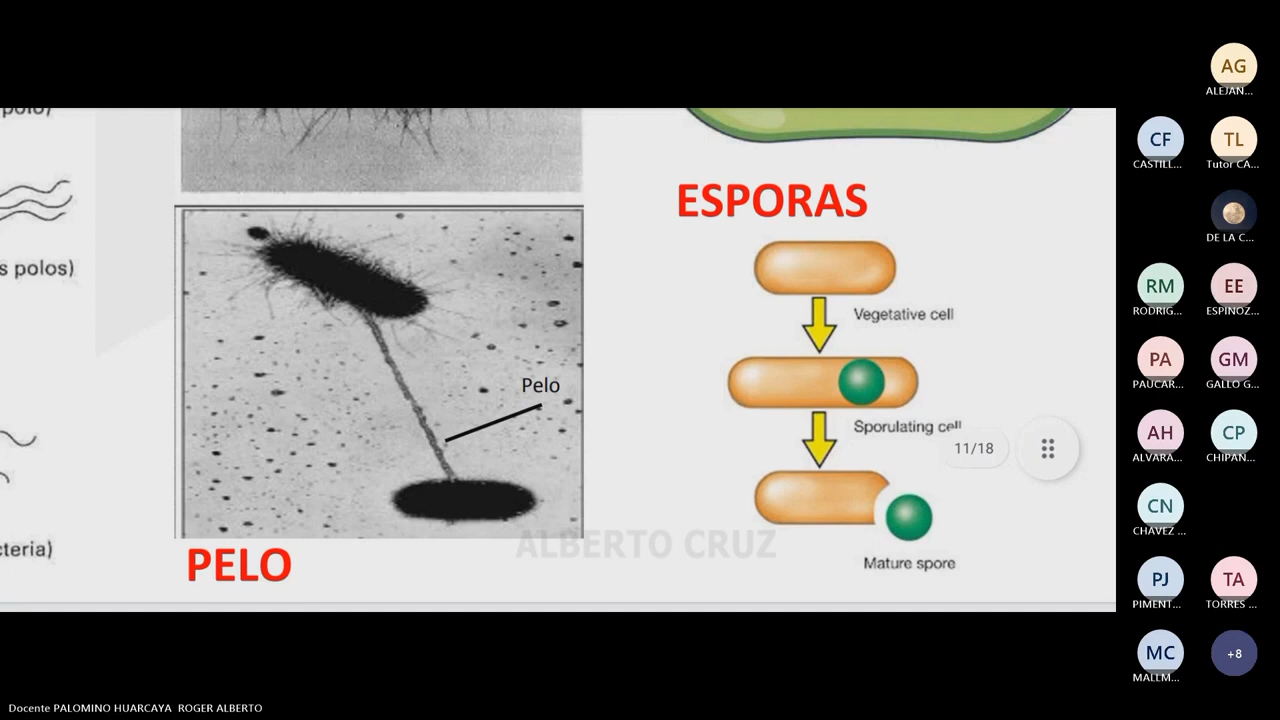 polo)
s polos)
cteria)
Pelo
PELO
ESPORAS
Vegetative cell
Sporulating cell
Mature spore
11/18
ALBERTO CRUZ
AG
ALEJAN...
CF
CASTILL...
TL
Tutor CA...
DE LA C...
RM
RODRIG...
EE
ESPINOZ...
PA
PAUCAR...
GM
GALLO G...
AH
ALVARA...
CP
CHIPAN...
CN
CHAVEZ ...
PJ
PIMENT...
TA
TORRES ...
MC
MALLM...
+8
Docente PALOMINO HUARCAYA ROGER ALBERTO